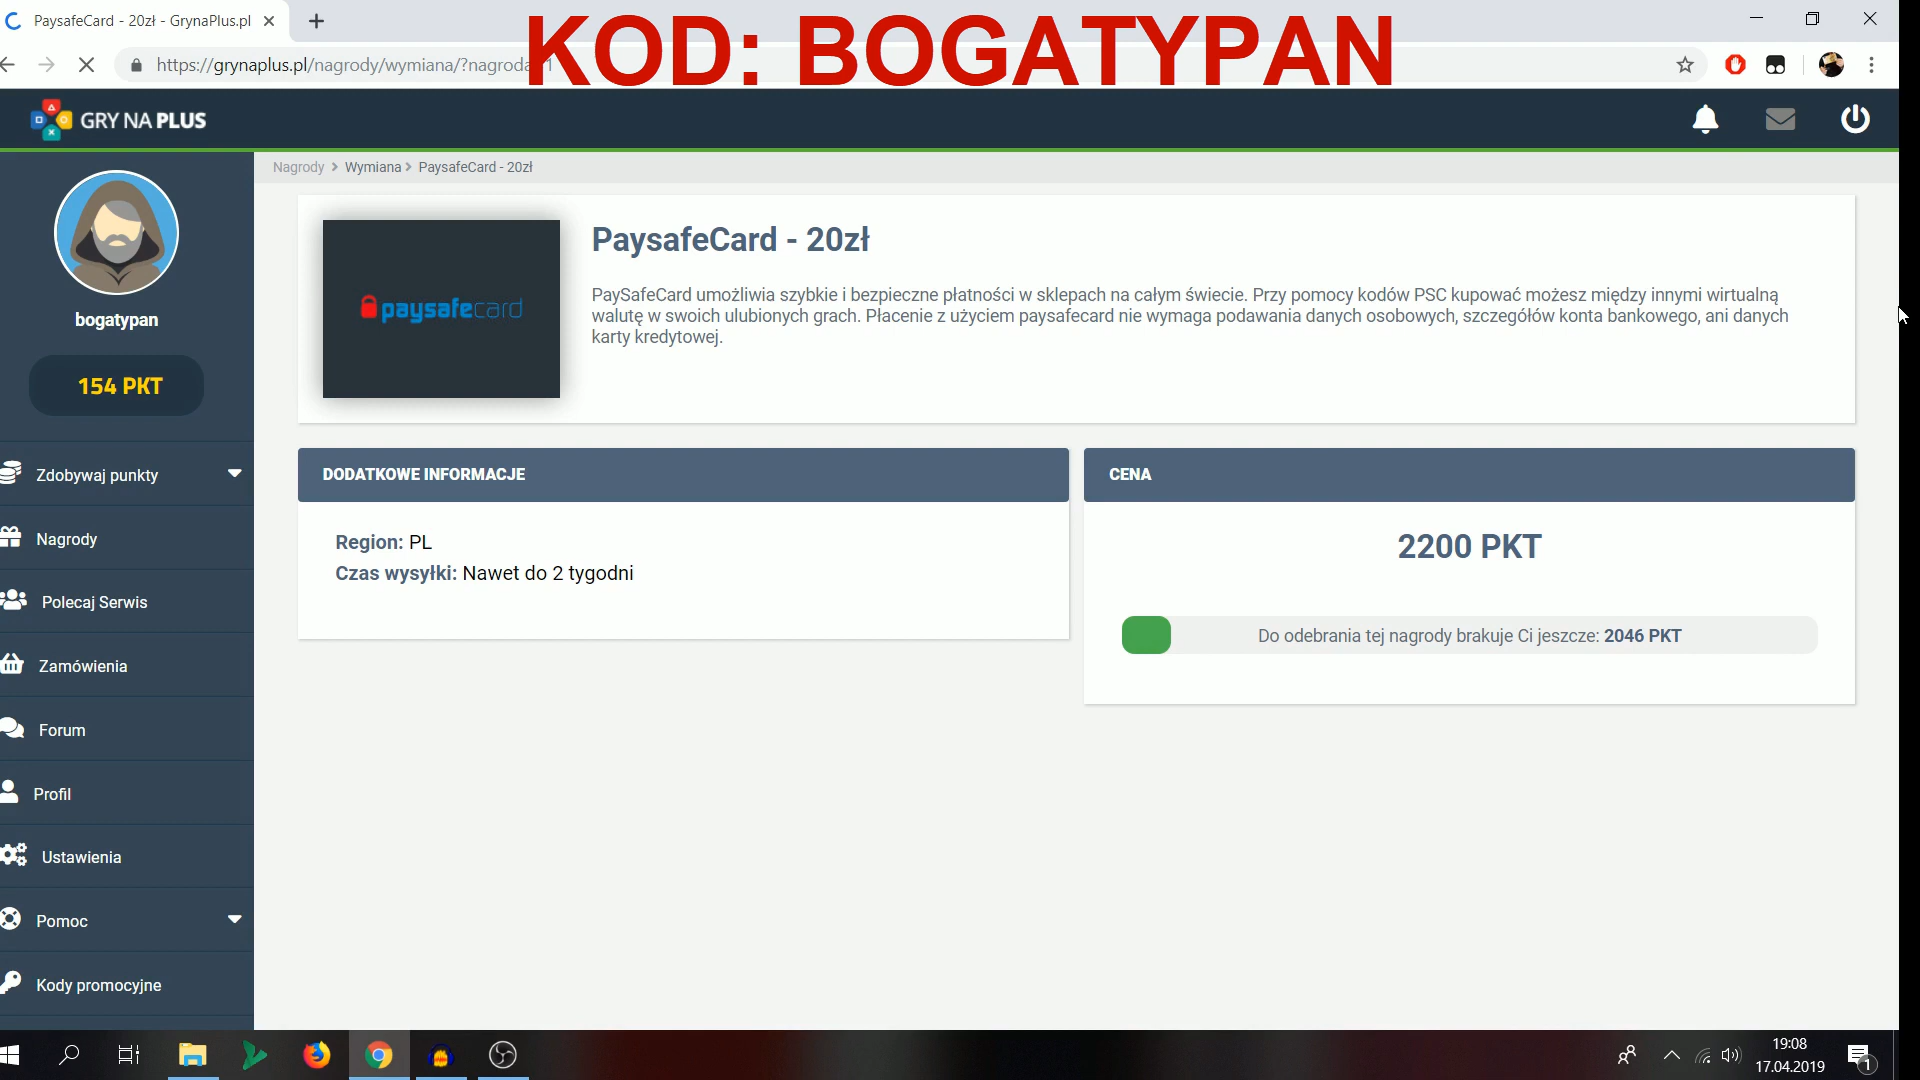 PaysafeCard - 20zł - GrynaPlus.pl
KOD: BOGATYPAN
https://grynaplus.pl/nagrody/wymiana/?nagroda
GRY NA PLUS
Nagrody > Wymiana > PaysafeCard - 20zł
bogatypan
154 PKT
Zdobywaj punkty
Nagrody
Polecaj Serwis
Zamówienia
Forum
Profil
Ustawienia
Pomoc
Kody promocyjne
paysafecard
PaysafeCard - 20zł
PaySafeCard umożliwia szybkie i bezpieczne płatności w sklepach na całym świecie. Przy pomocy kodów PSC kupować możesz między innymi wirtualną
walutę w swoich ulubionych grach. Płacenie z użyciem paysafecard nie wymaga podawania danych osobowych, szczegółów konta bankowego, ani danych
karty kredytowej.
DODATKOWE INFORMACJE
Region: PL
Czas wysyłki: Nawet do 2 tygodni
CENA
2200 PKT
Do odebrania tej nagrody brakuje Ci jeszcze: 2046 PKT
19:08
17.04.2019
1